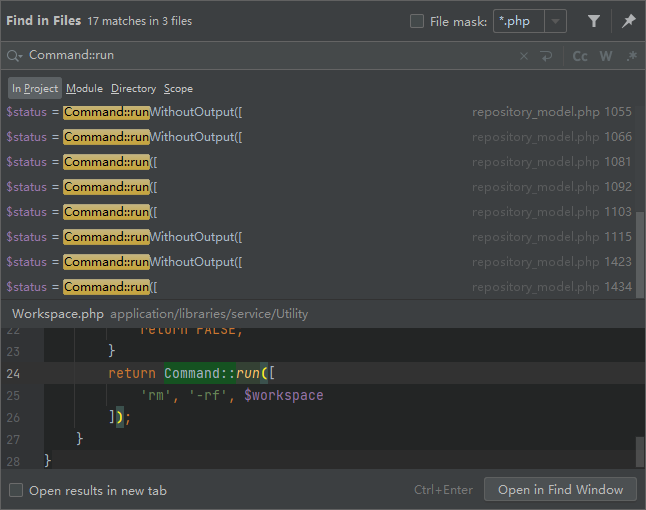 Find in Files 17 matches in 3 files File mask: *.php
Command::run Cc W .*
In Project Module Directory Scope
$status = Command::runWithoutOutput([ repository_model.php 1055
$status = Command::runWithoutOutput([ repository_model.php 1066
$status = Command::run([ repository_model.php 1081
$status = Command::run([ repository_model.php 1092
$status = Command::run([ repository_model.php 1103
$status = Command::runWithoutOutput([ repository_model.php 1115
$status = Command::runWithoutOutput([ repository_model.php 1423
$status = Command::run([ repository_model.php 1434
Workspace.php application/libraries/service/Utility
22 return FALSE;
23 }
24 return Command::run([
25 'rm', '-rf', $workspace
26 ]);
27 }
28 }
Open results in new tab Ctrl+Enter Open in Find Window